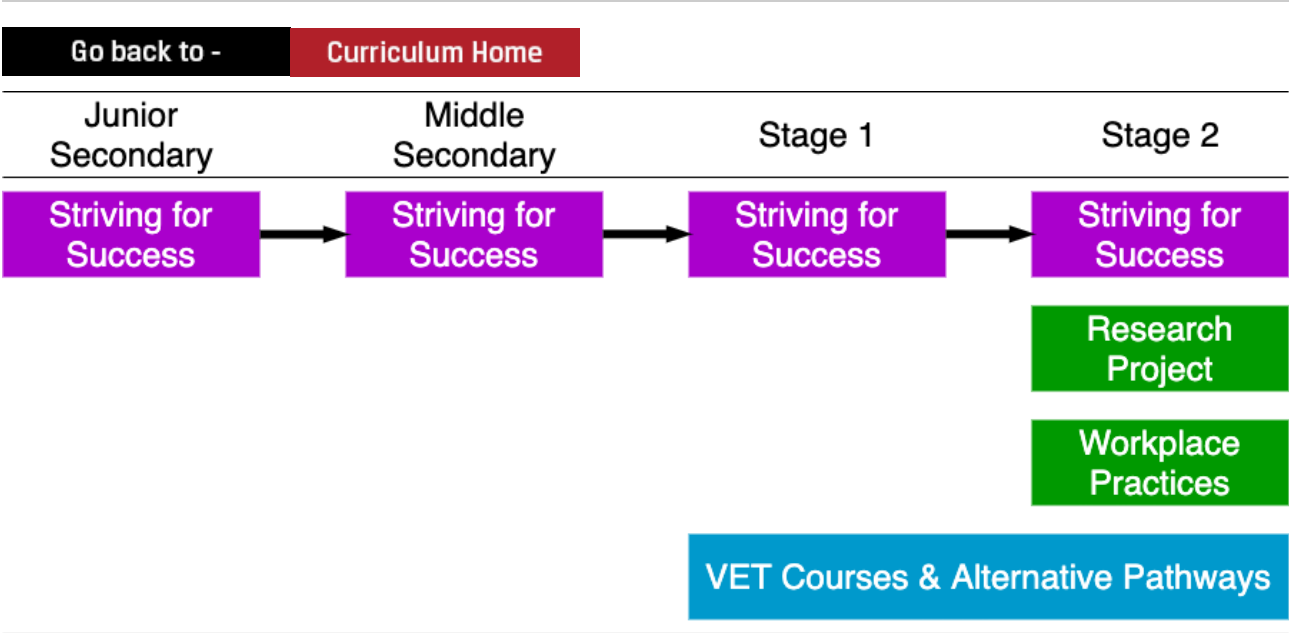 Go back to - Curriculum Home
Junior Secondary
Middle Secondary
Stage 1
Stage 2
Striving for Success
Striving for Success
Striving for Success
Striving for Success
Research
Project
Workplace
Practices
VET Courses & Alternative Pathways